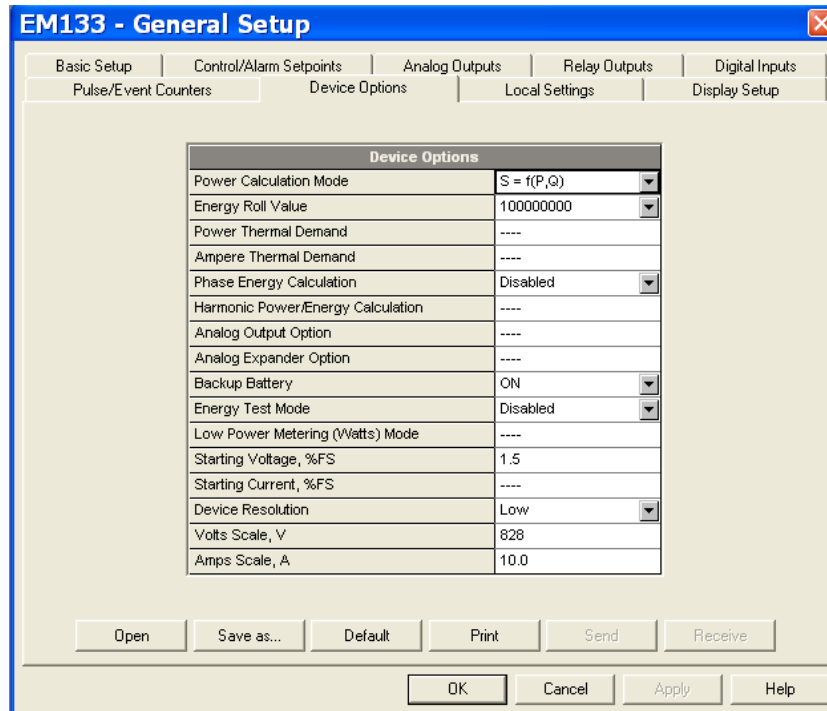 EM133 - General Setup
Basic Setup Control/Alarm Setpoints Analog Outputs Relay Outputs Digital Inputs
Pulse/Event Counters Device Options Local Settings Display Setup
Device Options
Power Calculation Mode S = f(P,Q)
Energy Roll Value 100000000
Power Thermal Demand ----
Ampere Thermal Demand ----
Phase Energy Calculation Disabled
Harmonic Power/Energy Calculation ----
Analog Output Option ----
Analog Expander Option ----
Backup Battery ON
Energy Test Mode Disabled
Low Power Metering (Watts) Mode ----
Starting Voltage, %FS 1.5
Starting Current, %FS ----
Device Resolution Low
Volts Scale, V 828
Amps Scale, A 10.0
Open Save as... Default Print Send Receive
OK Cancel Apply Help